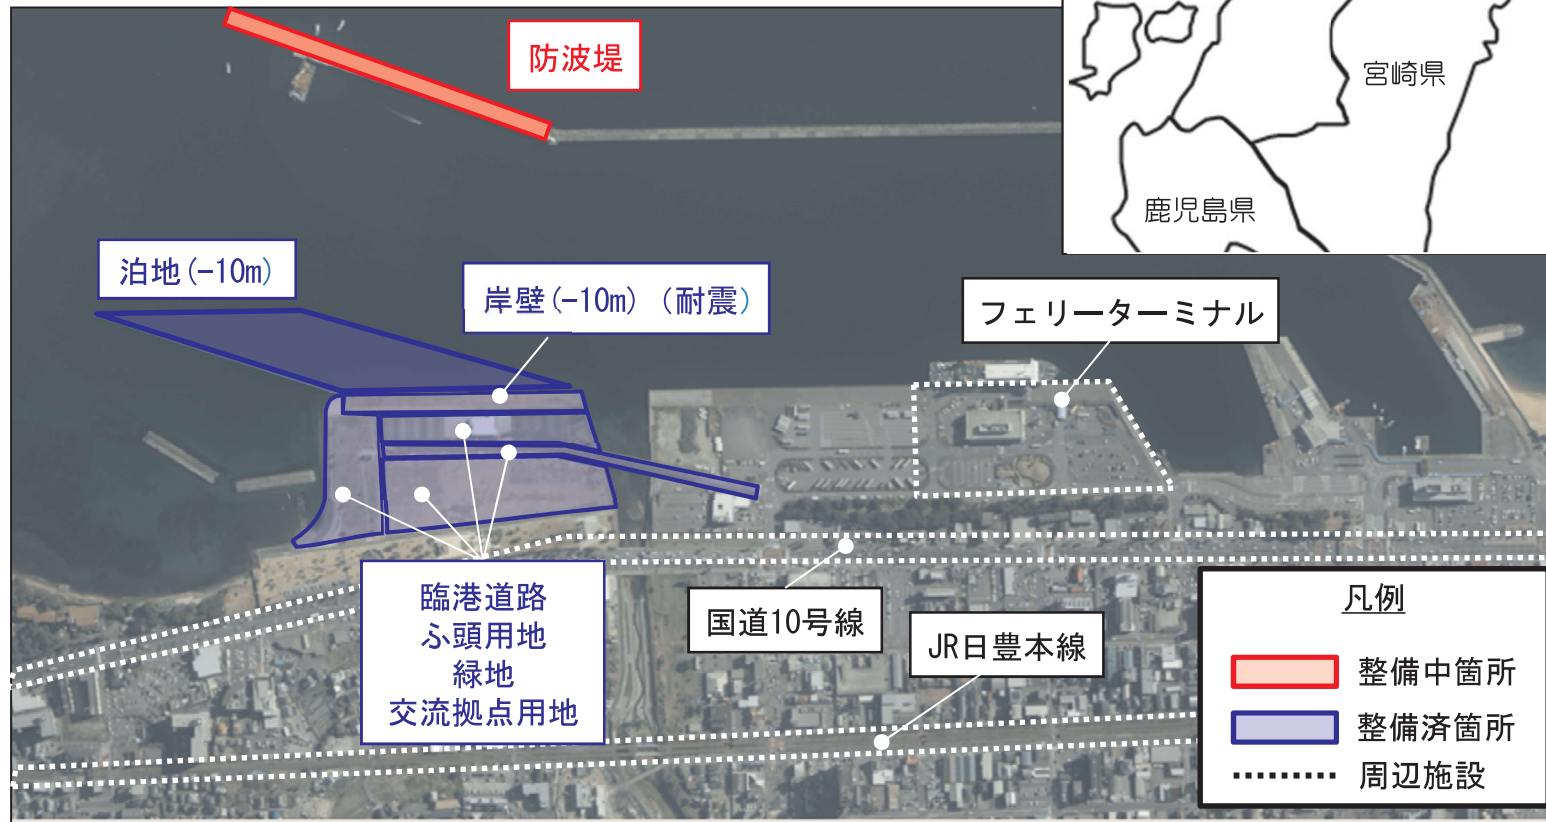 防波堤
宮崎県
鹿児島県
泊地(-10m)
岸壁(-10m)(耐震)
フェリーターミナル
臨港道路
ふ頭用地
緑地
交流拠点用地
国道10号線
JR日豊本線
凡例
整備中箇所
整備済箇所
周辺施設